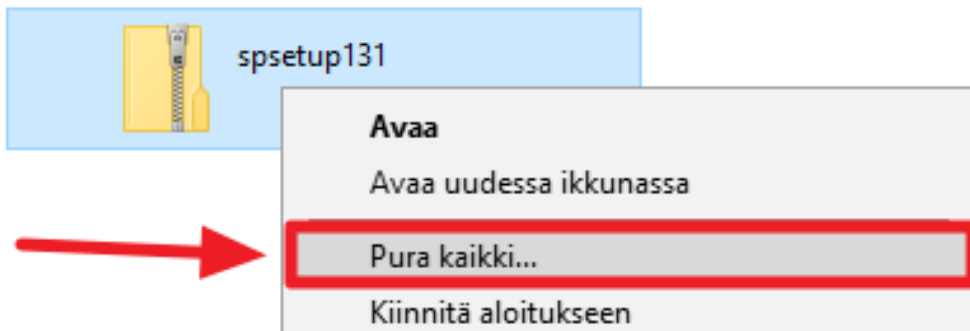 spsetup131
Avaa
Avaa uudessa ikkunassa
Pura kaikki...
Kiinnitä aloitukseen